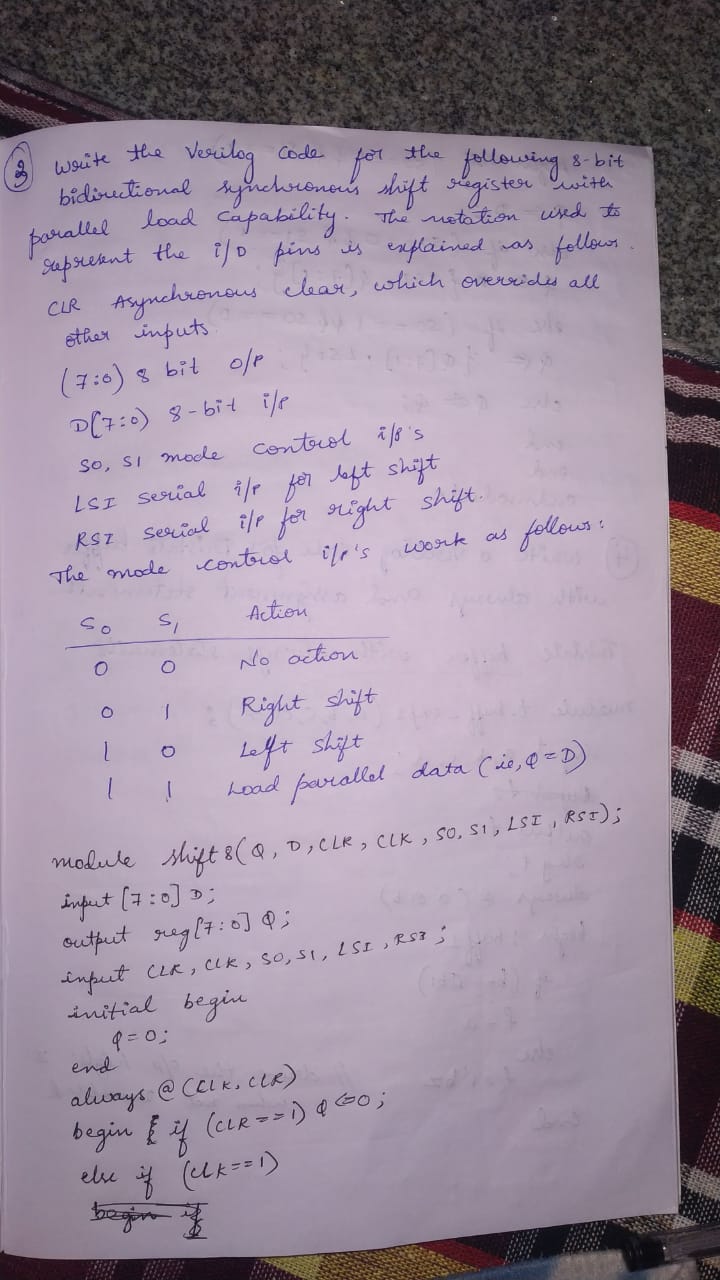 3 Write the Verilog Code for the following 8-bit
bidirectional synchronous shift register with
parallel load capability. The notation used to
represent the i/o pins is explained as follows.
CLR Asynchronous clear, which overrides all
other inputs.
(7:0) 8 bit o/p
D(7:0) 8-bit i/p
S0, S1 mode control i/p's
LSI serial i/p for left shift
RSI serial i/p for right shift.
The mode control i/p's work as follows:
S0 S1 Action
0 0 No action
0 1 Right shift
1 0 Left shift
1 1 Load parallel data (ie, Q=D)
module shift8(Q, D, CLR, CLK, S0, S1, LSI, RSI);
input [7:0] D;
output reg[7:0] Q;
input CLR, CLK, S0, S1, LSI, RSI;
initial begin
Q=0;
end
always @ (CLK, CLR)
begin if (CLR==1) Q<=0;
else if (CLK==1)
begin if